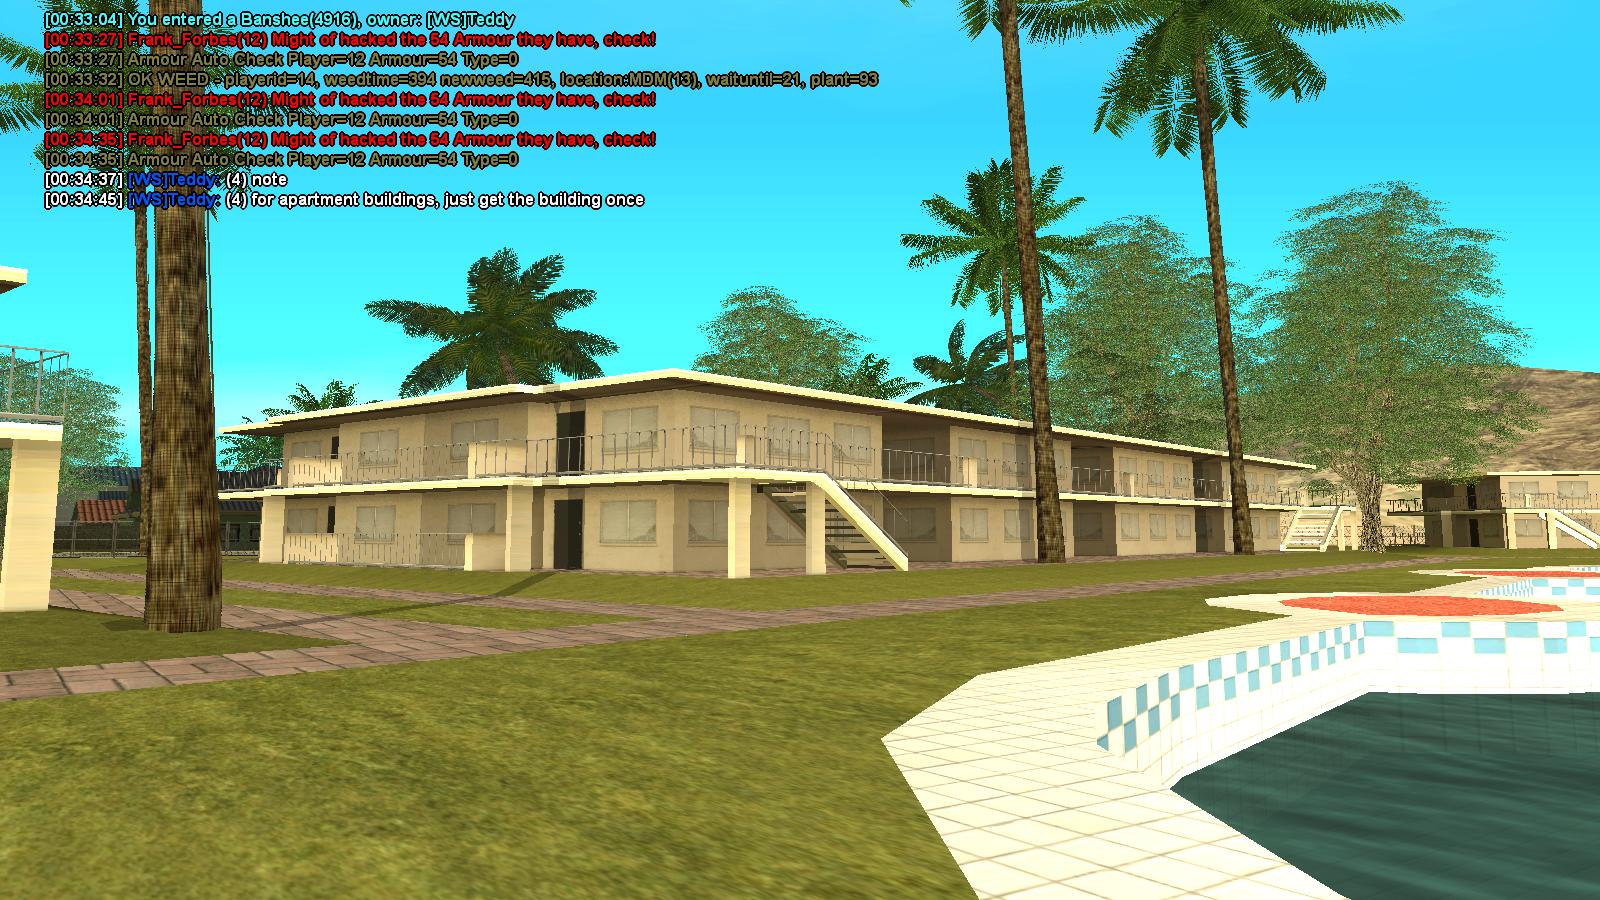 [00:33:04] You entered a Banshee(4916), owner: [WS]Teddy
[00:33:27] Frank_Forbes(12) Might of hacked the 54 Armour they have, check!
[00:33:27] Armour Auto Check Player=12 Armour=54 Type=0
[00:33:32] OK WEED - playerid=14, weedtime=394 newweed=415, location:MDM(13), waituntil=21, plant=93
[00:34:01] Frank_Forbes(12) Might of hacked the 54 Armour they have, check!
[00:34:01] Armour Auto Check Player=12 Armour=54 Type=0
[00:34:35] Frank_Forbes(12) Might of hacked the 54 Armour they have, check!
[00:34:35] Armour Auto Check Player=12 Armour=54 Type=0
[00:34:37] [WS]Teddy: (4) note
[00:34:45] [WS]Teddy: (4) for apartment buildings, just get the building once